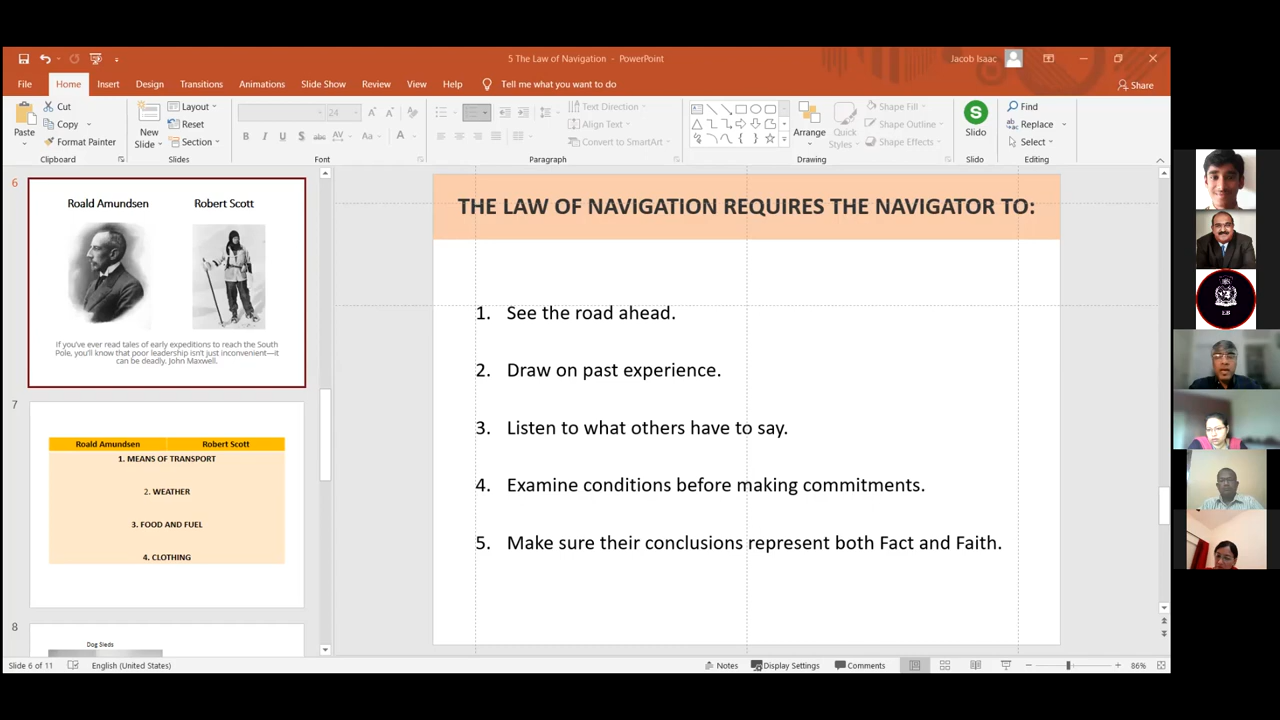 5 The Law of Navigation - PowerPoint
Jacob Isaac
File Home Insert Design Transitions Animations Slide Show Review View Help Tell me what you want to do
Share
Paste
Cut
Copy
Format Painter
Clipboard
New
Slide
Layout
Reset
Section
Slides
24
B I U S abc AV Aa A
Font
Text Direction
Align Text
Convert to SmartArt
Paragraph
Arrange
Quick
Styles
Shape Fill
Shape Outline
Shape Effects
Drawing
S
Slido
Slido
Find
Replace
Select
Editing
6
Roald Amundsen Robert Scott
If you've ever read tales of early expeditions to reach the South
Pole, you'll know that poor leadership isn't just inconvenient—it
can be deadly. John Maxwell.
7
Roald Amundsen Robert Scott
1. MEANS OF TRANSPORT
2. WEATHER
3. FOOD AND FUEL
4. CLOTHING
8
Dog Sleds
THE LAW OF NAVIGATION REQUIRES THE NAVIGATOR TO:
1. See the road ahead.
2. Draw on past experience.
3. Listen to what others have to say.
4. Examine conditions before making commitments.
5. Make sure their conclusions represent both Fact and Faith.
Slide 6 of 11 English (United States) Notes Display Settings Comments 86%